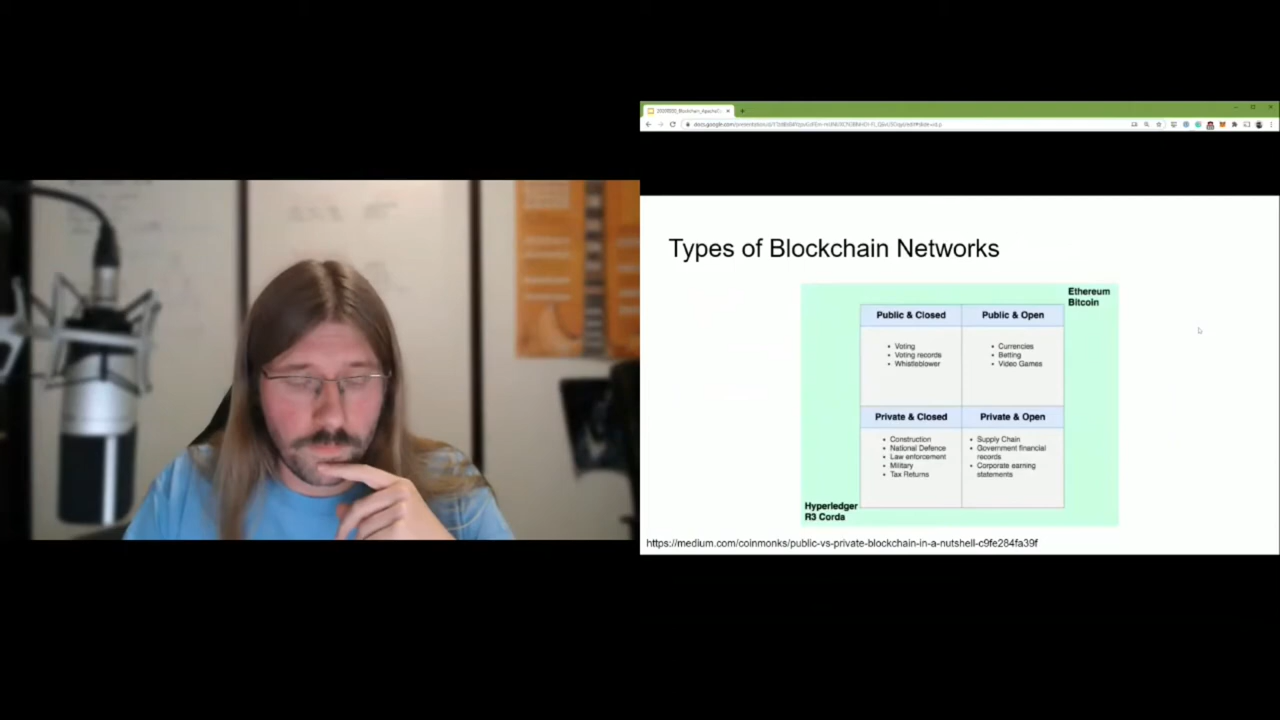 Types of Blockchain Networks
Ethereum
Bitcoin
Public & Closed
Public & Open
Voting
Voting records
Whistleblower
Currencies
Betting
Video Games
Private & Closed
Private & Open
Construction
National Defence
Law enforcement
Military
Tax Returns
Supply Chain
Government financial
records
Corporate earning
statements
Hyperledger
R3 Corda
https://medium.com/coinmonks/public-vs-private-blockchain-in-a-nutshell-c9fe284fa39f